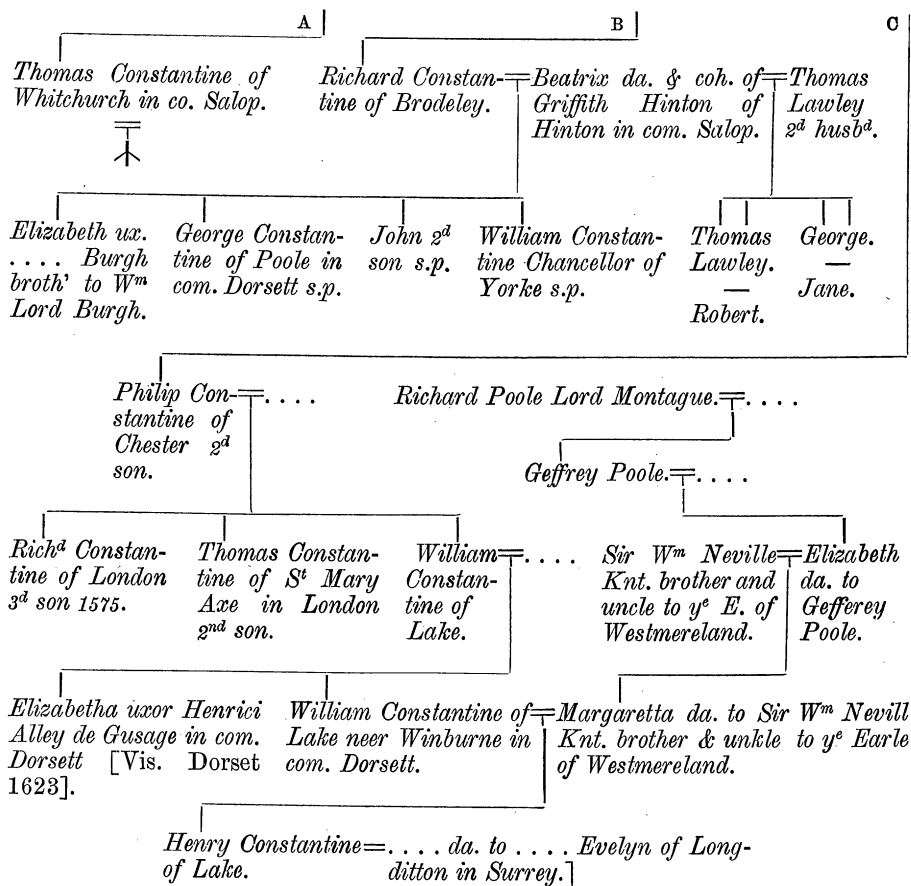 A
B
C
Thomas Constantine of
Whitchurch in co. Salop.
Richard Constan-
tine of Brodeley.
Beatrix da. & coh. of
Griffith Hinton of
Hinton in com. Salop.
Thomas
Lawley
2d husbd.
Elizabeth ux.
.... Burgh
broth' to Wm
Lord Burgh.
George Constan-
tine of Poole in
com. Dorsett s.p.
John 2d
son s.p.
William Constan-
tine Chancellor of
Yorke s.p.
Thomas
Lawley.
—
Robert.
George.
—
Jane.
Philip Con-
stantine of
Chester 2d
son.
....
Richard Poole Lord Montague.
....
Geffrey Poole.
....
Richd Constan-
tine of London
3d son 1575.
Thomas Constan-
tine of St Mary
Axe in London
2nd son.
William
Constan-
tine of
Lake.
....
Sir Wm Neville
Knt. brother and
uncle to ye E. of
Westmereland.
Elizabeth
da. to
Gefferey
Poole.
Elizabetha uxor Henrici
Alley de Gusage in com.
Dorsett [Vis. Dorset
1623].
William Constantine of
Lake neer Winburne in
com. Dorsett.
Margaretta da. to Sir Wm Nevill
Knt. brother & unkle to ye Earle
of Westmereland.
Henry Constantine
of Lake.
.... da. to .... Evelyn of Long-
ditton in Surrey.]